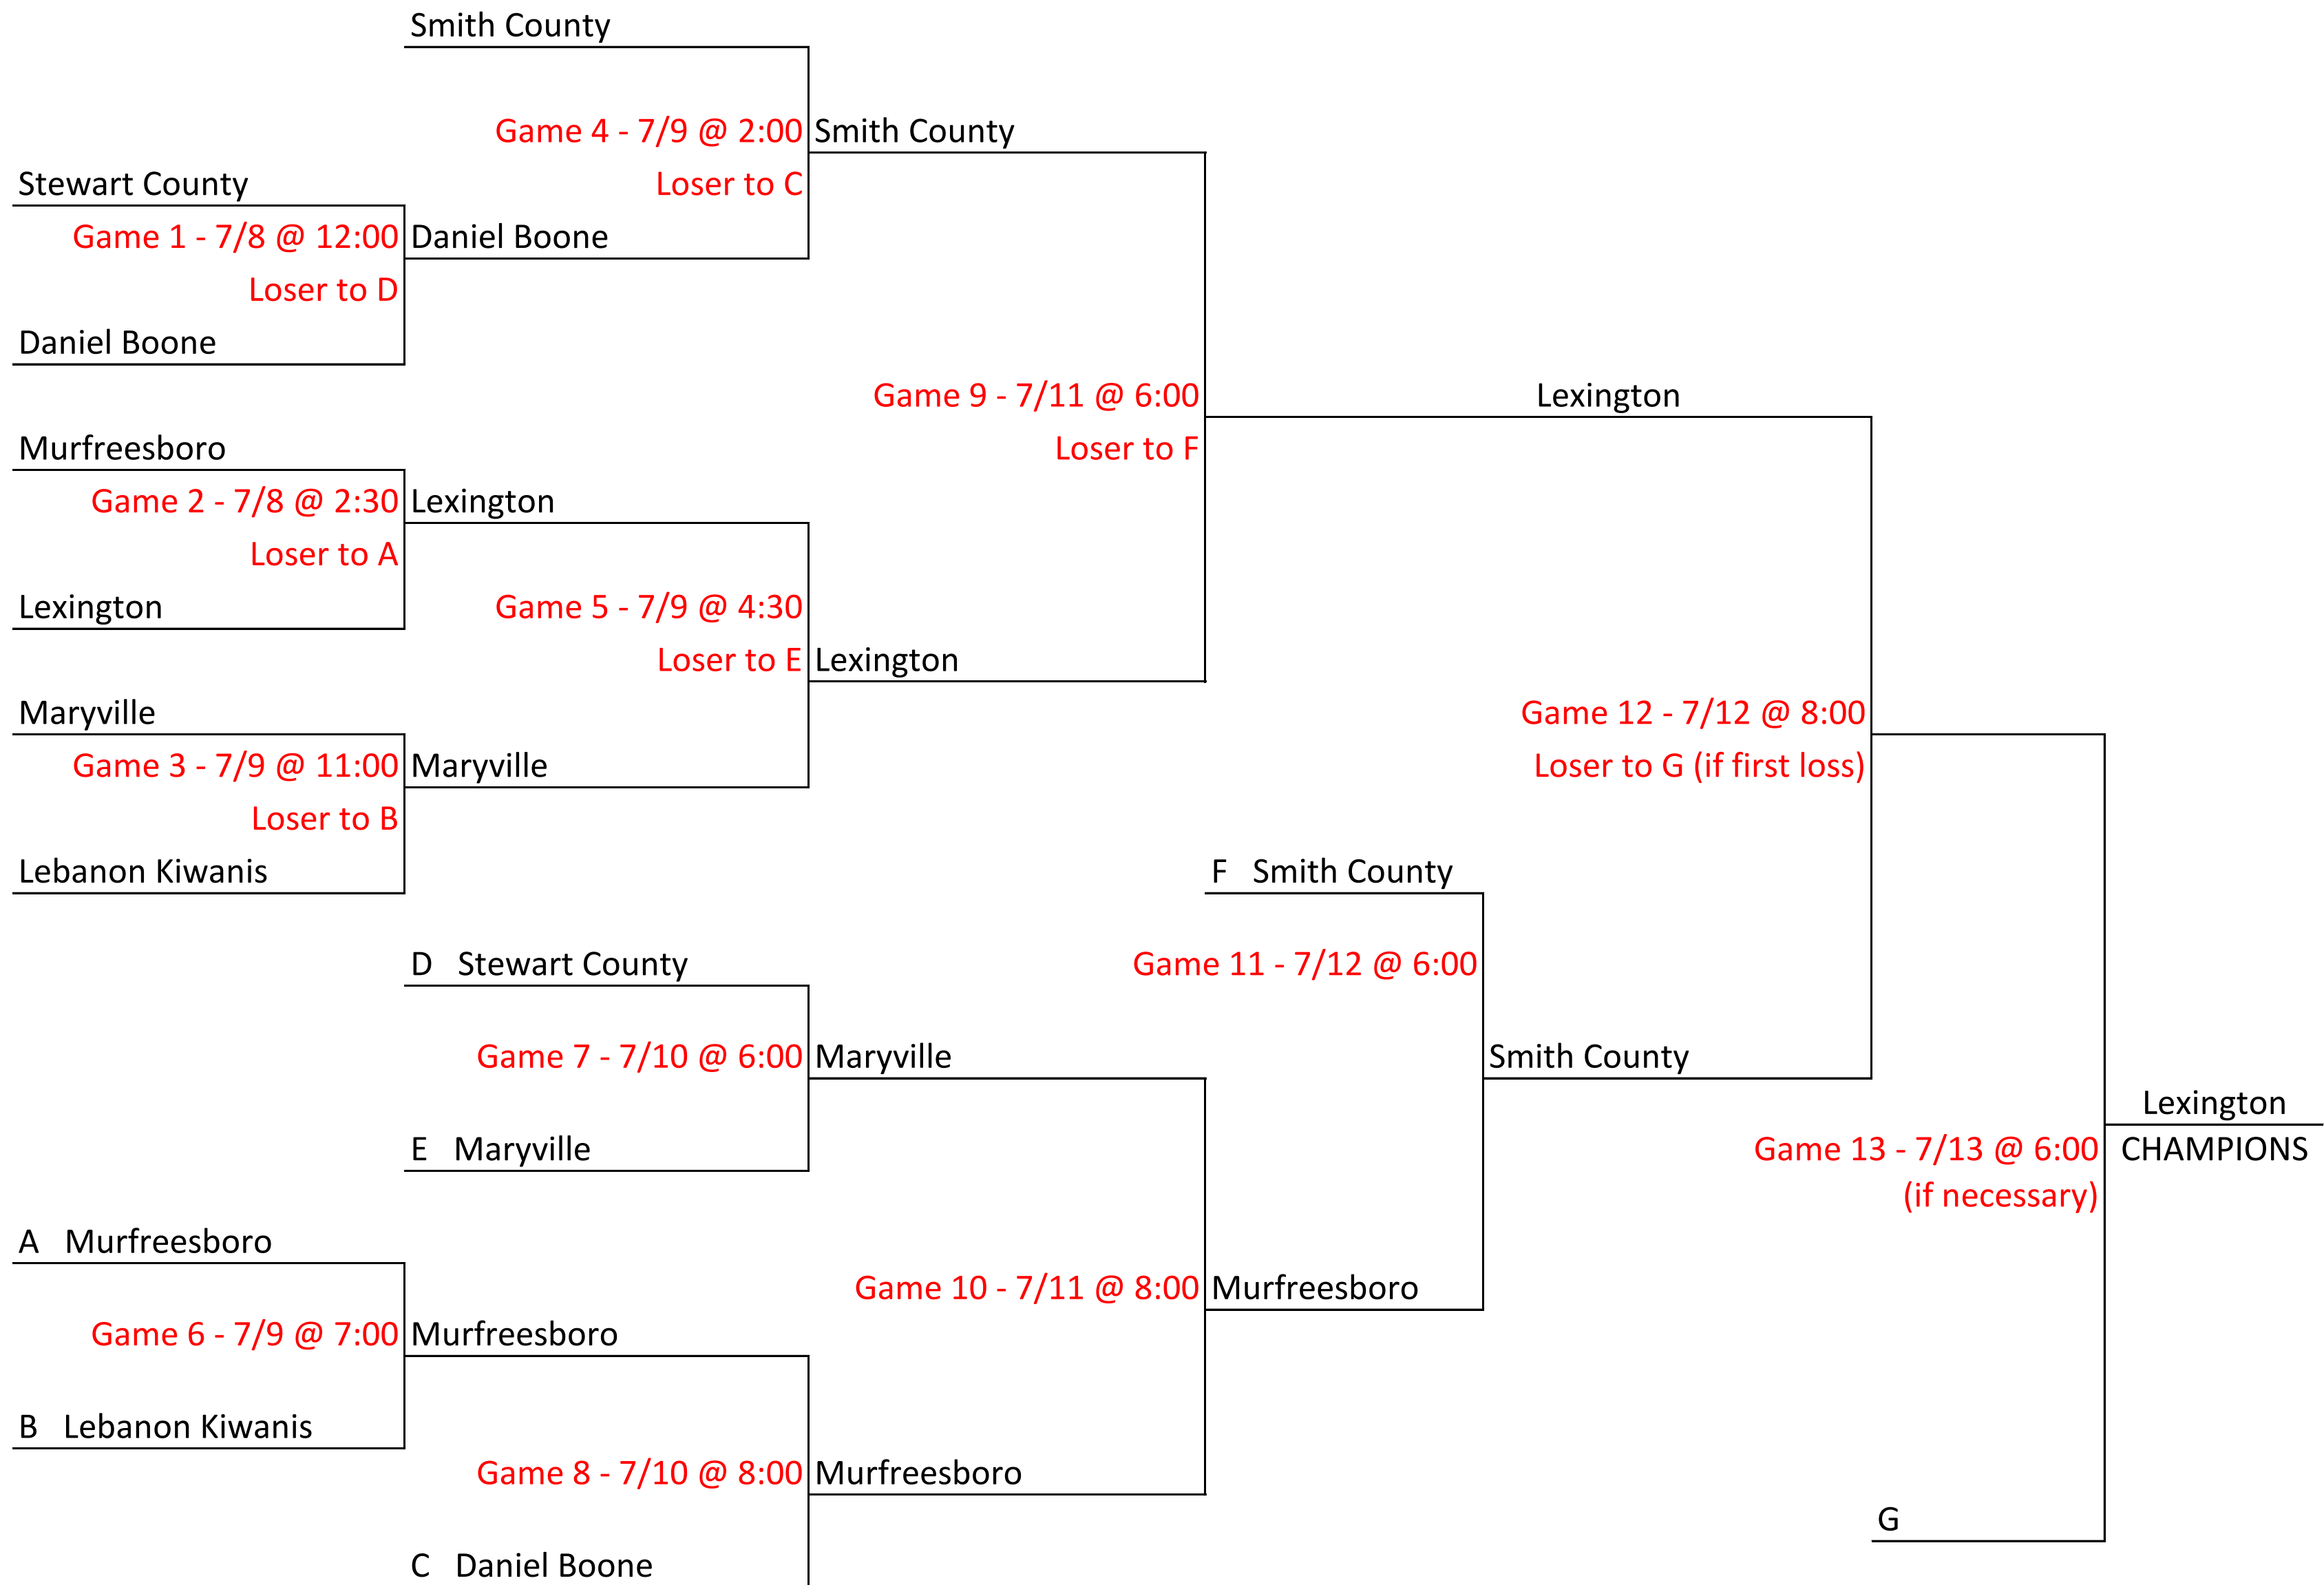 Smith County
Game 4 - 7/9 @ 2:00
Smith County
Stewart County
Loser to C
Game 1 - 7/8 @ 12:00
Daniel Boone
Loser to D
Daniel Boone
Game 9 - 7/11 @ 6:00
Lexington
Murfreesboro
Loser to F
Game 2 - 7/8 @ 2:30
Lexington
Loser to A
Lexington
Game 5 - 7/9 @ 4:30
Loser to E
Lexington
Maryville
Game 12 - 7/12 @ 8:00
Game 3 - 7/9 @ 11:00
Maryville
Loser to G (if first loss)
Loser to B
Lebanon Kiwanis
F Smith County
D Stewart County
Game 11 - 7/12 @ 6:00
Game 7 - 7/10 @ 6:00
Maryville
Smith County
Lexington
E Maryville
Game 13 - 7/13 @ 6:00
CHAMPIONS
(if necessary)
A Murfreesboro
Game 10 - 7/11 @ 8:00
Murfreesboro
Game 6 - 7/9 @ 7:00
Murfreesboro
B Lebanon Kiwanis
Game 8 - 7/10 @ 8:00
Murfreesboro
G
C Daniel Boone